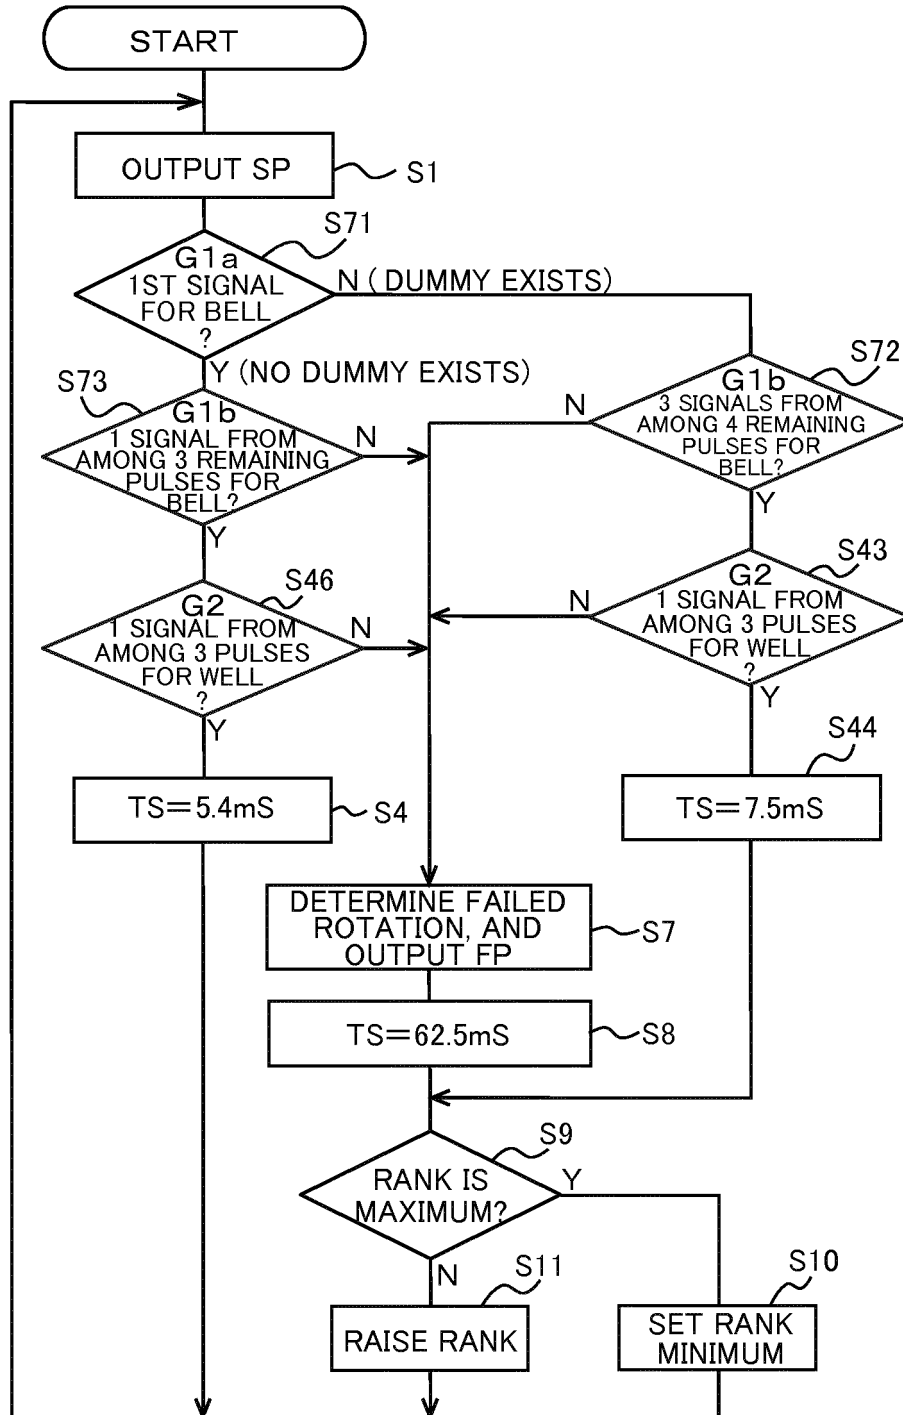 START
OUTPUT SP
S1
S71
G1a
1ST SIGNAL
FOR BELL
?
N (DUMMY EXISTS)
Y (NO DUMMY EXISTS)
S73
G1b
1 SIGNAL FROM
AMONG 3 REMAINING
PULSES FOR
BELL?
N
Y
S72
G1b
3 SIGNALS FROM
AMONG 4 REMAINING
PULSES FOR
BELL?
N
Y
S46
G2
1 SIGNAL FROM
AMONG 3 PULSES
FOR WELL
?
N
Y
S43
G2
1 SIGNAL FROM
AMONG 3 PULSES
FOR WELL
?
N
Y
TS=5.4mS
S4
S44
TS=7.5mS
DETERMINE FAILED
ROTATION, AND
OUTPUT FP
S7
TS=62.5mS
S8
S9
RANK IS
MAXIMUM?
Y
N
S11
RAISE RANK
S10
SET RANK
MINIMUM